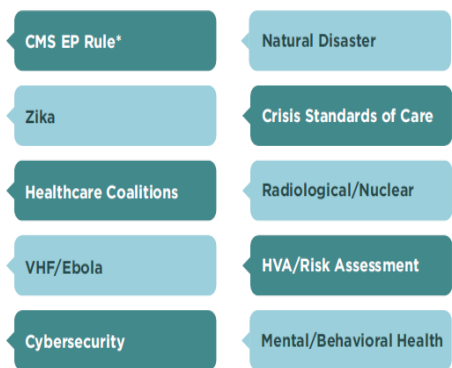 CMS EP Rule*
Natural Disaster
Zika
Crisis Standards of Care
Healthcare Coalitions
Radiological/Nuclear
VHF/Ebola
HVA/Risk Assessment
Cybersecurity
Mental/Behavioral Health